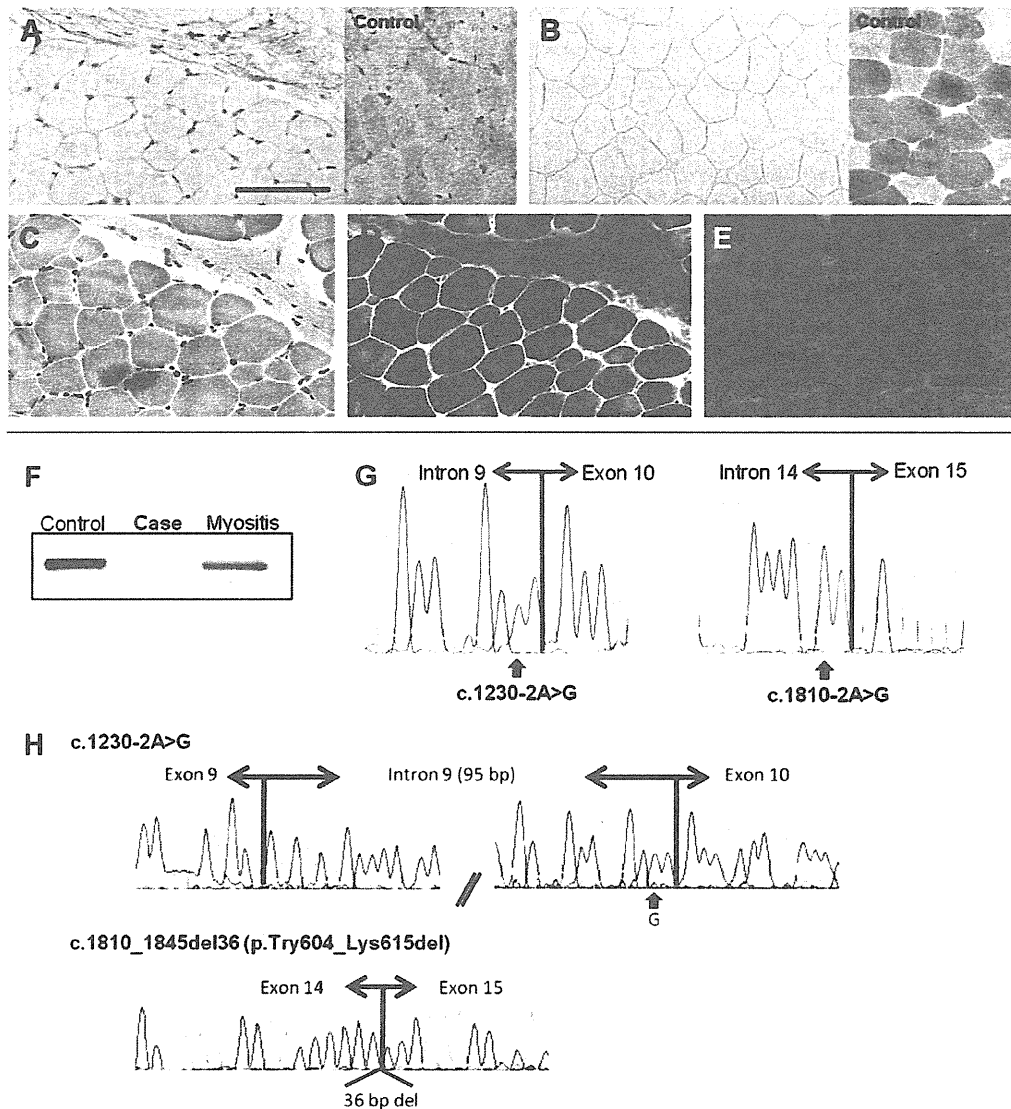 A
Control
B
Control
C
E
F
Control Case Myositis
G
Intron 9 Exon 10
Intron 14 Exon 15
c.1230-2A>G
c.1810-2A>G
H
c.1230-2A>G
Exon 9 Intron 9 (95 bp) Exon 10
G
c.1810_1845del36 (p.Try604_Lys615del)
Exon 14 Exon 15
36 bp del